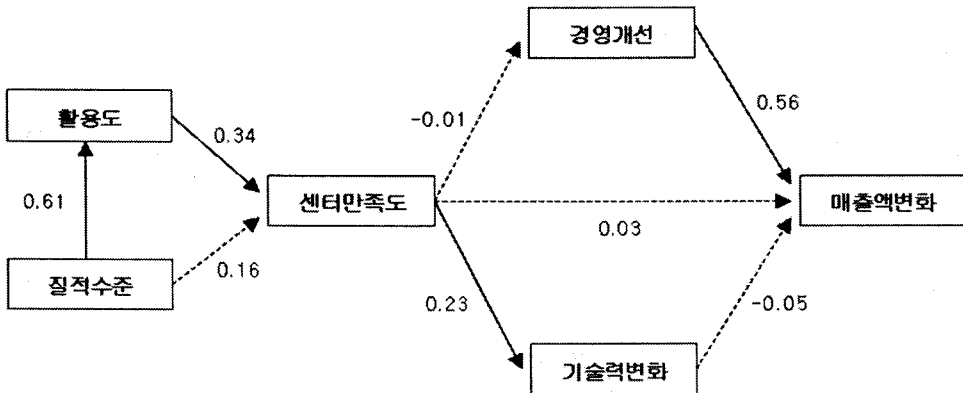 경영개선
활용도
0.34
-0.01
0.56
0.61
센터만족도
매출액변화
0.03
질적수준
0.16
0.23
-0.05
기술력변화